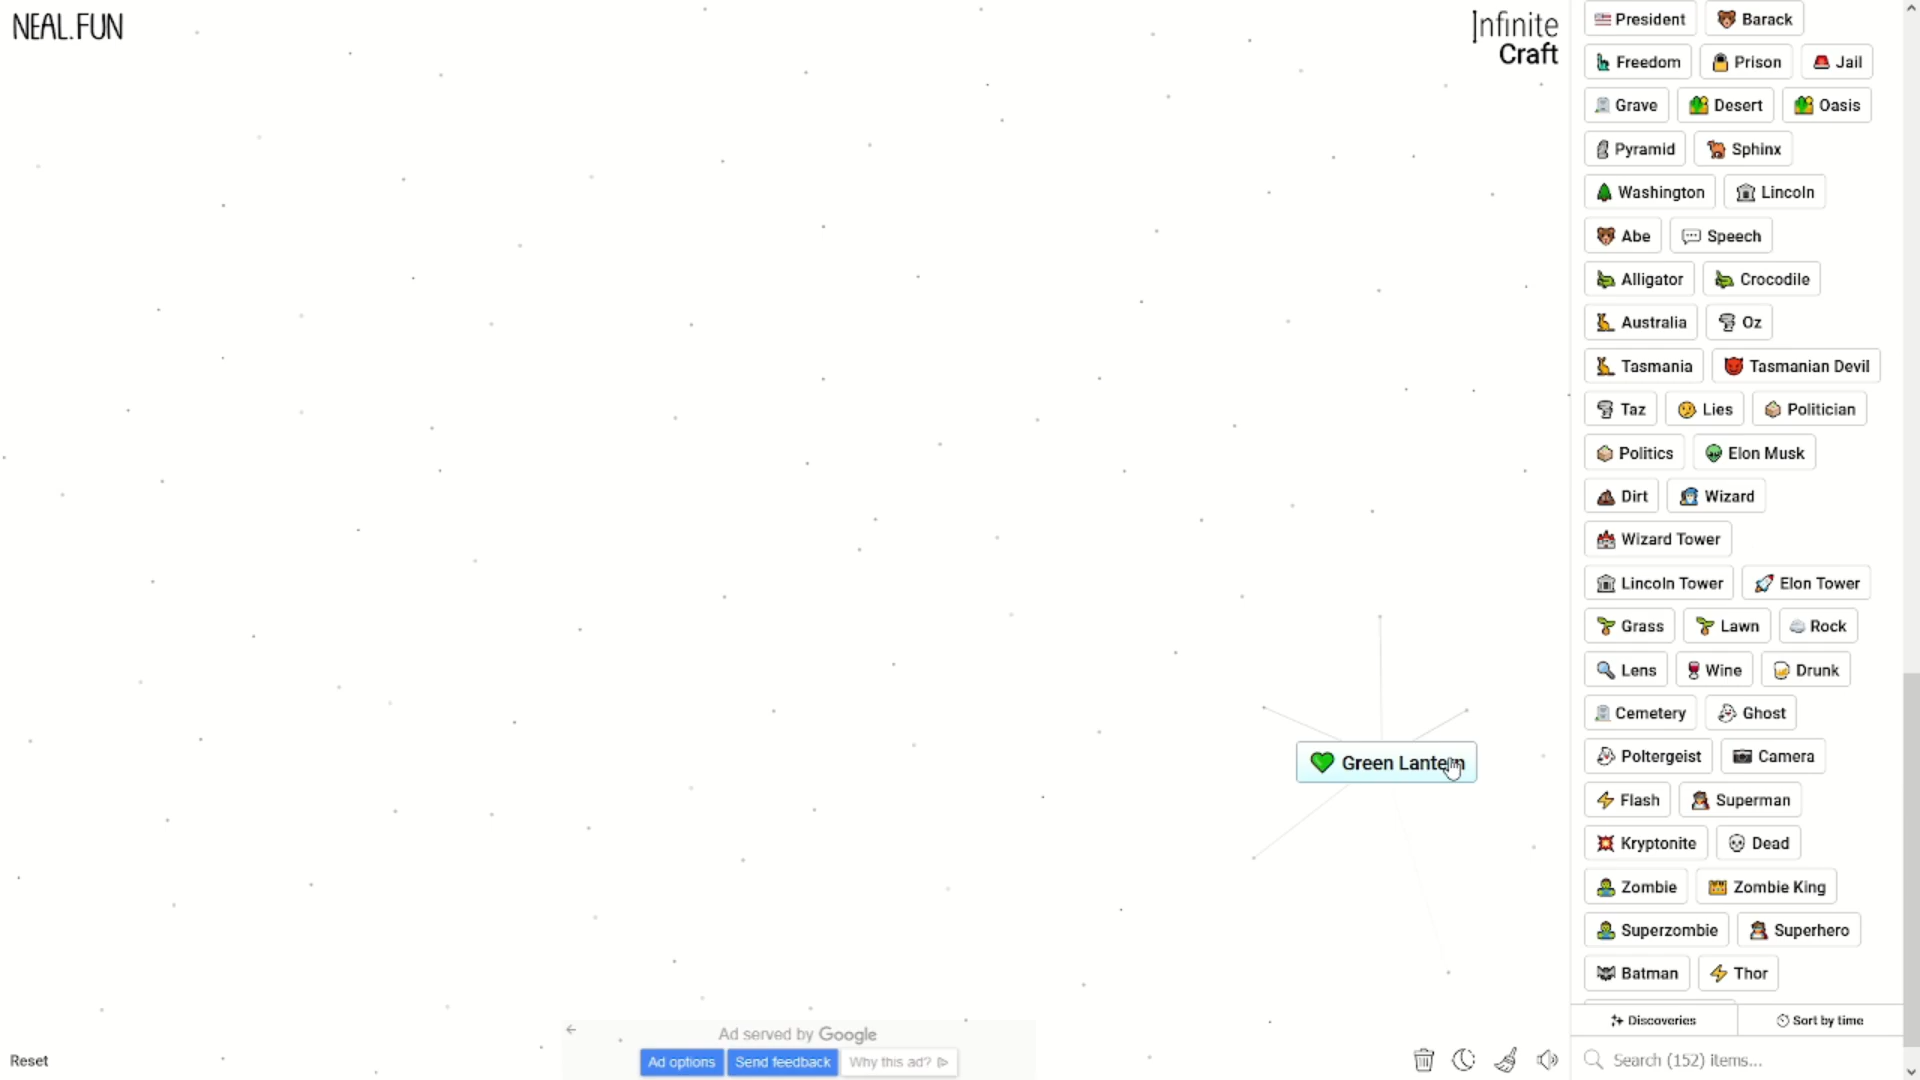 NEAL.FUN
Infinite
Craft
President Barack
Freedom Prison Jail
Grave Desert Oasis
Pyramid Sphinx
Washington Lincoln
Abe Speech
Alligator Crocodile
Australia Oz
Tasmania Tasmanian Devil
Taz Lies Politician
Politics Elon Musk
Dirt Wizard
Wizard Tower
Lincoln Tower Elon Tower
Grass Lawn Rock
Lens Wine Drunk
Cemetery Ghost
Green Lantern
Poltergeist Camera
Flash Superman
Kryptonite Dead
Zombie Zombie King
Superzombie Superhero
Batman Thor
Discoveries Sort by time
Ad served by Google
Ad options Send feedback Why this ad?
Reset
Search (152) items...